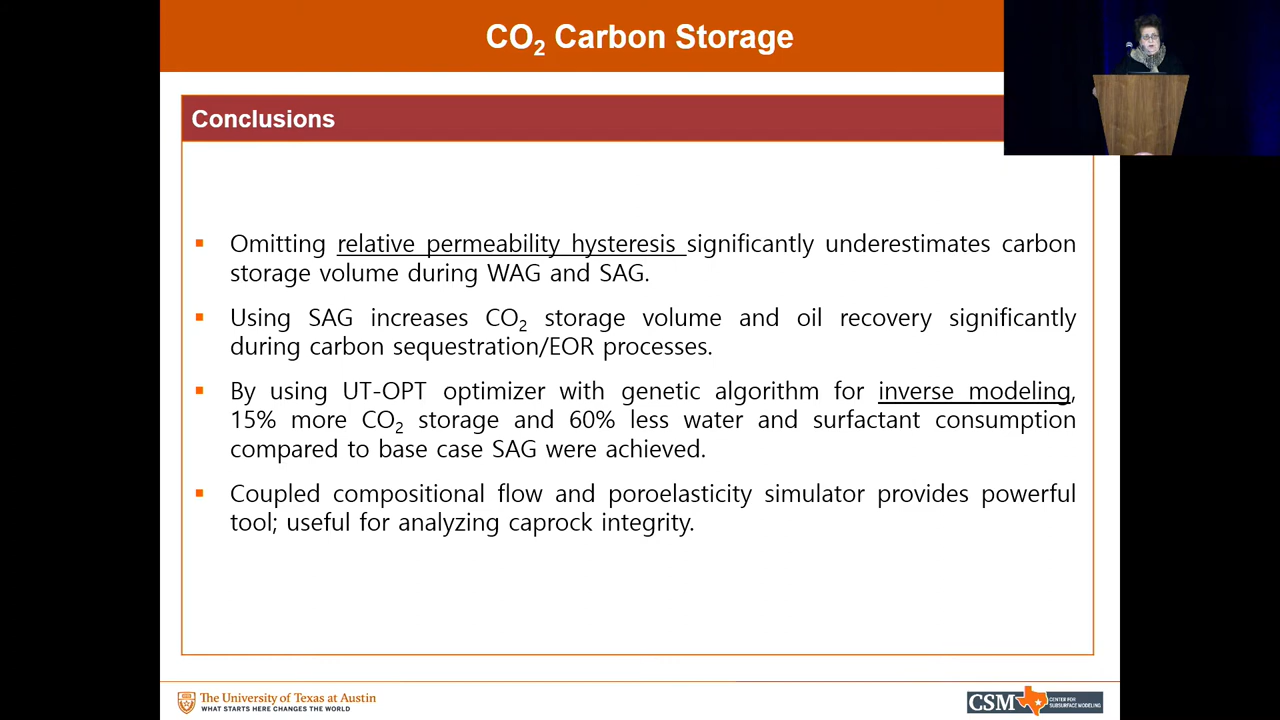 CO₂ Carbon Storage
Conclusions
▪ Omitting relative permeability hysteresis significantly underestimates carbon
storage volume during WAG and SAG.
▪ Using SAG increases CO₂ storage volume and oil recovery significantly
during carbon sequestration/EOR processes.
▪ By using UT-OPT optimizer with genetic algorithm for inverse modeling,
15% more CO₂ storage and 60% less water and surfactant consumption
compared to base case SAG were achieved.
▪ Coupled compositional flow and poroelasticity simulator provides powerful
tool; useful for analyzing caprock integrity.
The University of Texas at Austin
WHAT STARTS HERE CHANGES THE WORLD
CSM
CENTER FOR
SUBSURFACE MODELING